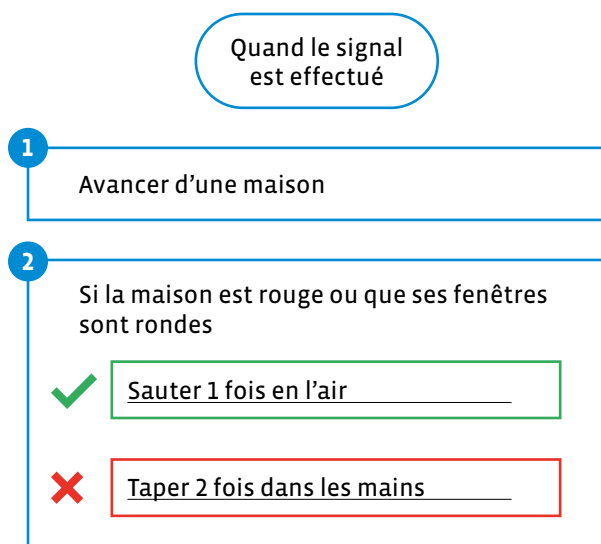 Quand le signal
est effectué
1
Avancer d'une maison
2
Si la maison est rouge ou que ses fenêtres
sont rondes
Sauter 1 fois en l'air
Taper 2 fois dans les mains